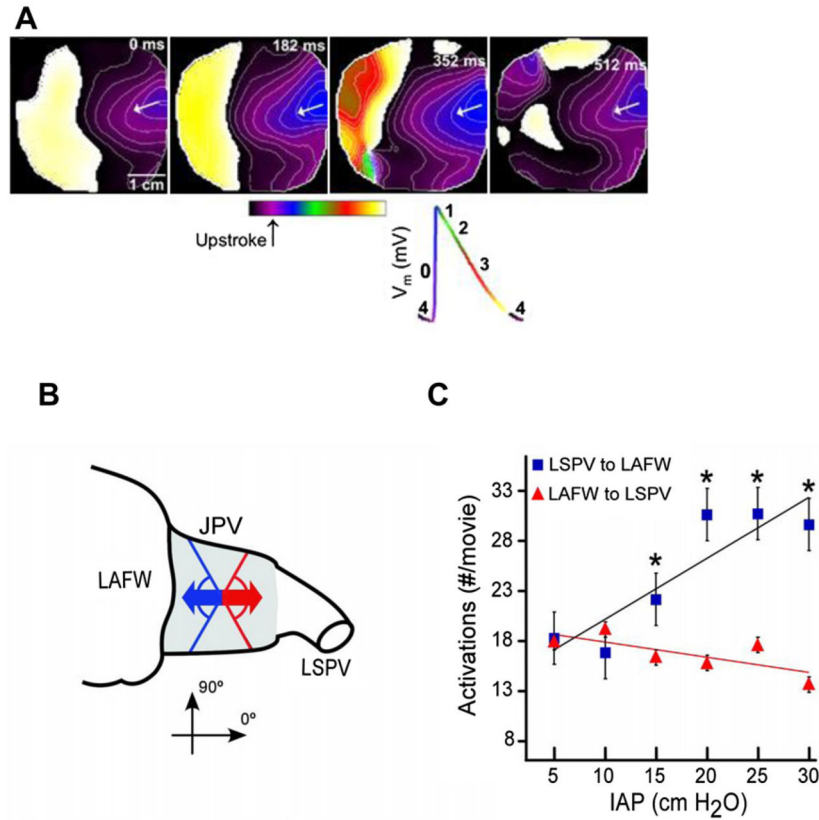 A
0 ms
182 ms
352 ms
512 ms
1 cm
Upstroke ↑
Vm (mV)
0
1
2
3
4
4
B
JPV
LAFW
LSPV
90º
0º
C
LSPV to LAFW
LAFW to LSPV
Activations (#/movie)
33
28
23
18
13
8
* * * *
5 10 15 20 25 30
IAP (cm H2O)